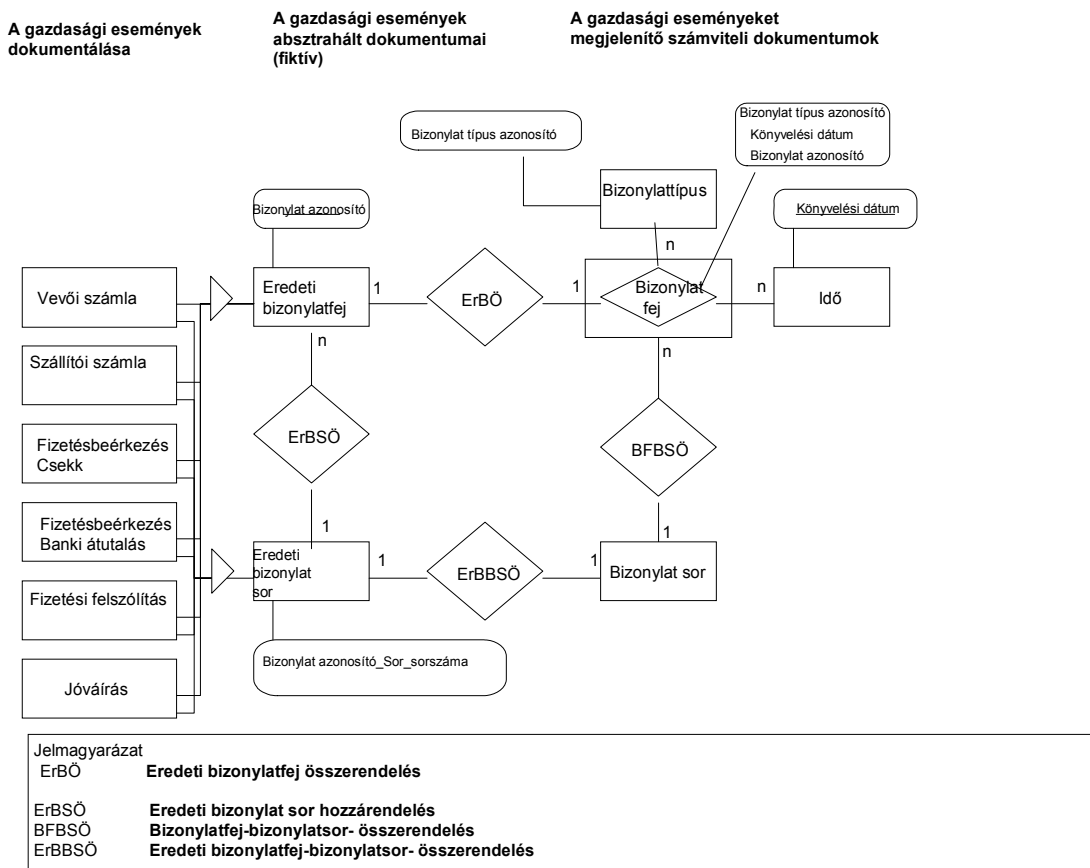 A gazdasági események
dokumentálása
A gazdasági események
absztrahált dokumentumai
(fiktív)
A gazdasági eseményeket
megjelenítő számviteli dokumentumok
Bizonylat típus azonosító
Bizonylat típus azonosító
Könyvelési dátum
Bizonylat azonosító
Bizonylattípus
Bizonylat azonosító
Könyvelési dátum
n
Vevői számla
Eredeti
bizonylatfej
1
ErBÖ
1
Bizonylat
fej
n
Idő
n
n
Szállítói számla
ErBSÖ
BFBSÖ
Fizetésbeérkezés
Csekk
Fizetésbeérkezés
Banki átutalás
1
1
Eredeti
bizonylat
sor
1
ErBBSÖ
1
Bizonylat sor
Fizetési felszólítás
Bizonylat azonosító_Sor_sorszáma
Jóváírás
Jelmagyarázat
ErBÖ Eredeti bizonylatfej összerendelés
ErBSÖ Eredeti bizonylat sor hozzárendelés
BFBSÖ Bizonylatfej-bizonylatsor- összerendelés
ErBBSÖ Eredeti bizonylatfej-bizonylatsor- összerendelés